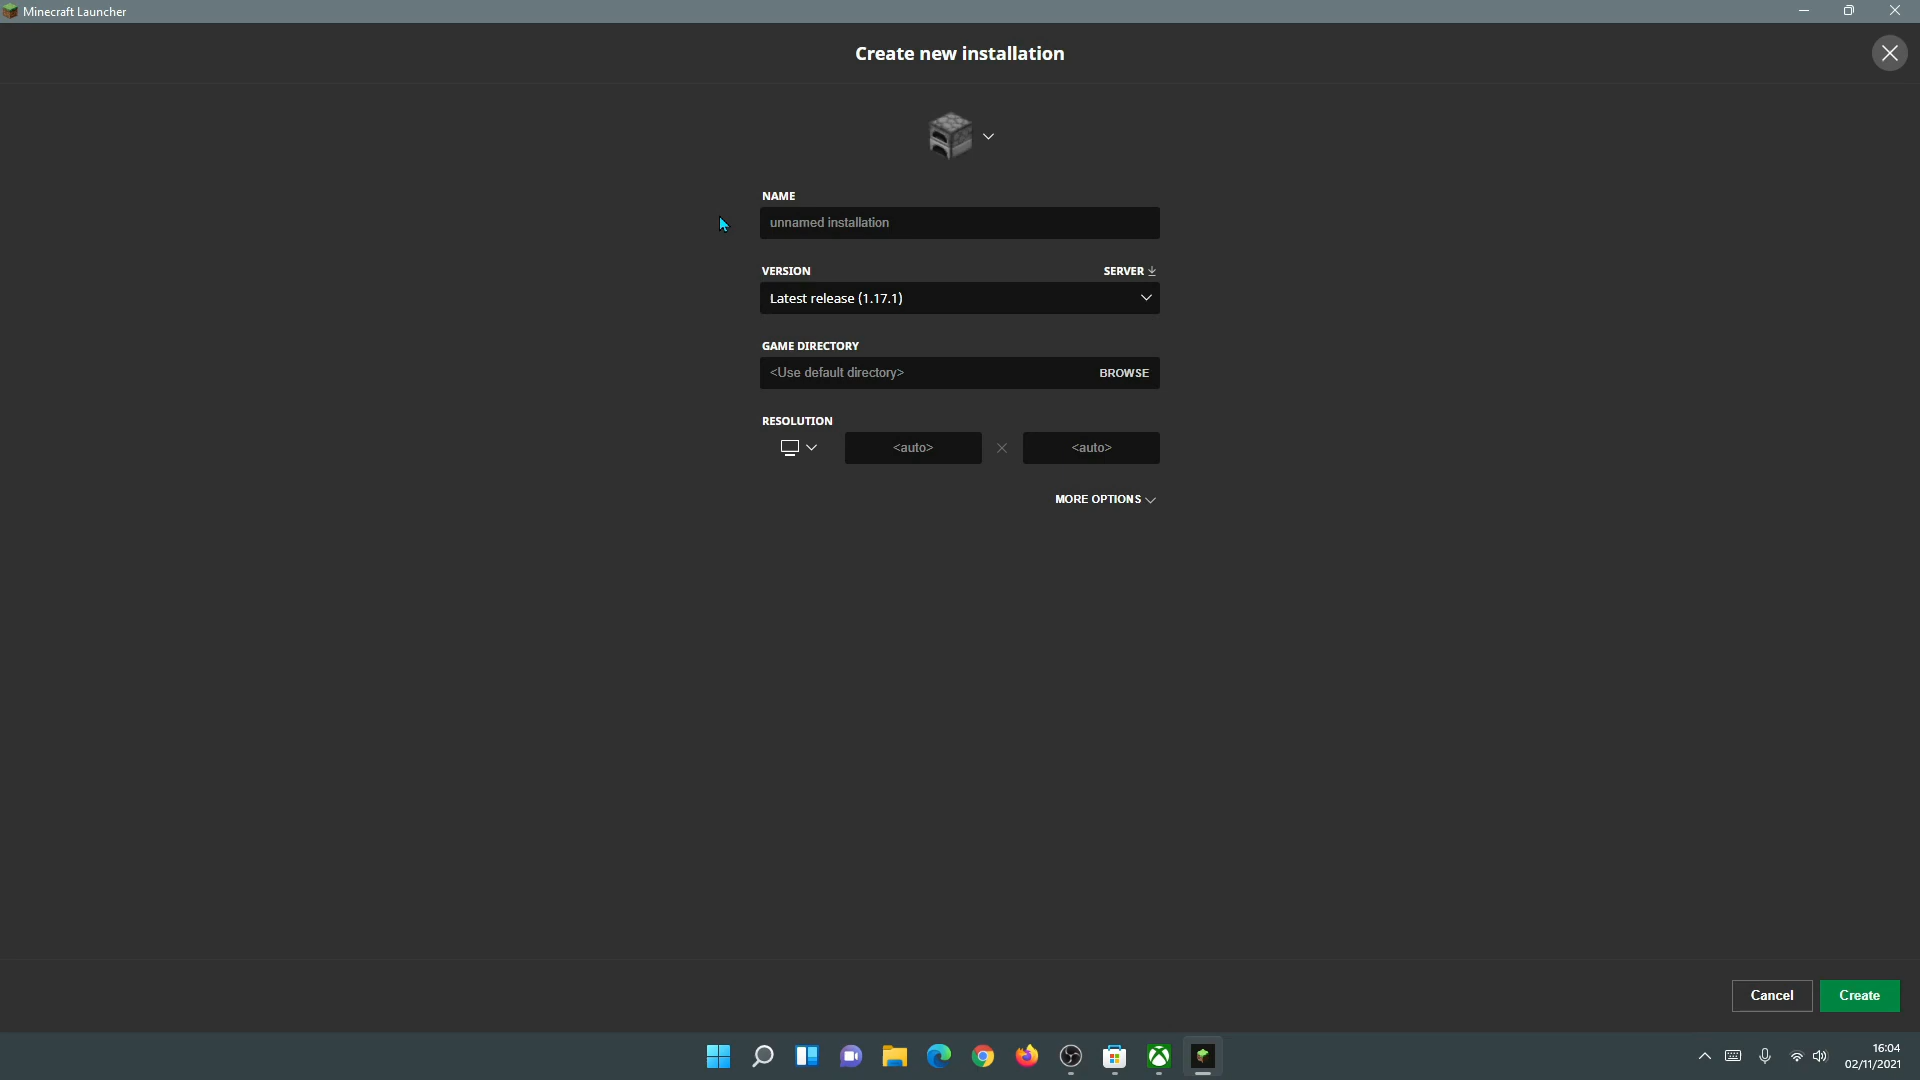 Minecraft Launcher
Create new installation
NAME
unnamed installation
VERSION
SERVER
Latest release (1.17.1)
GAME DIRECTORY
<Use default directory>
BROWSE
RESOLUTION
<auto>
<auto>
MORE OPTIONS
Cancel
Create
16:04
02/11/2021